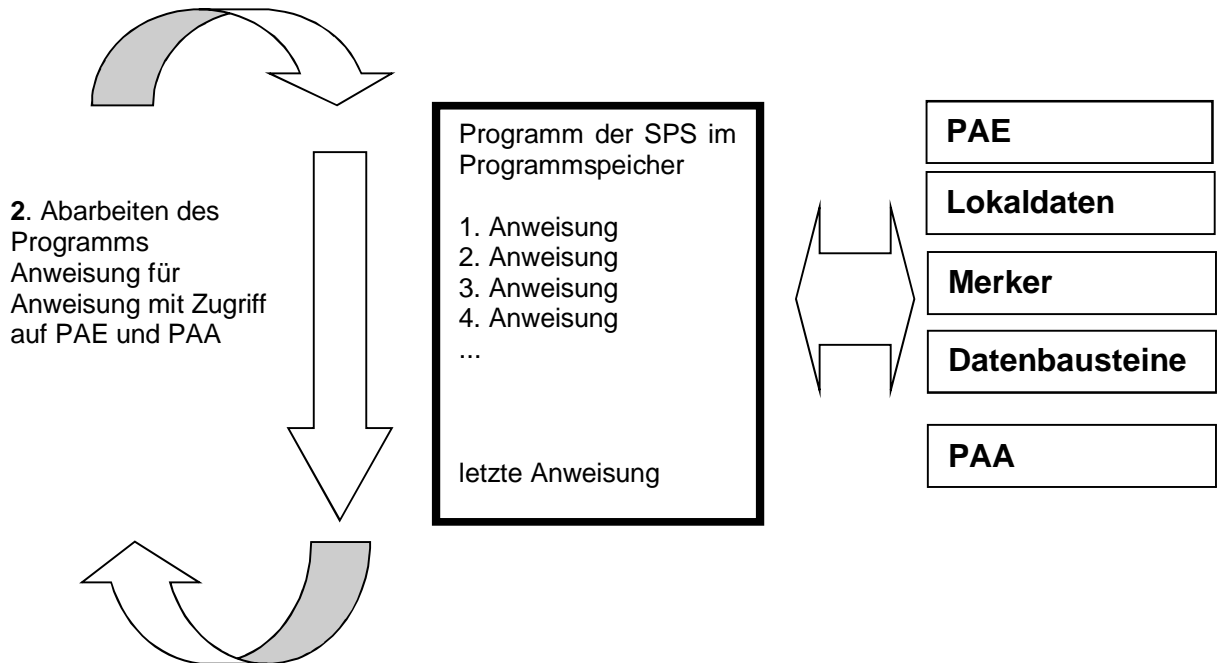 2. Abarbeiten des
Programms
Anweisung für
Anweisung mit Zugriff
auf PAE und PAA
Programm der SPS im
Programmspeicher
1. Anweisung
2. Anweisung
3. Anweisung
4. Anweisung
...
letzte Anweisung
PAE
Lokaldaten
Merker
Datenbausteine
PAA